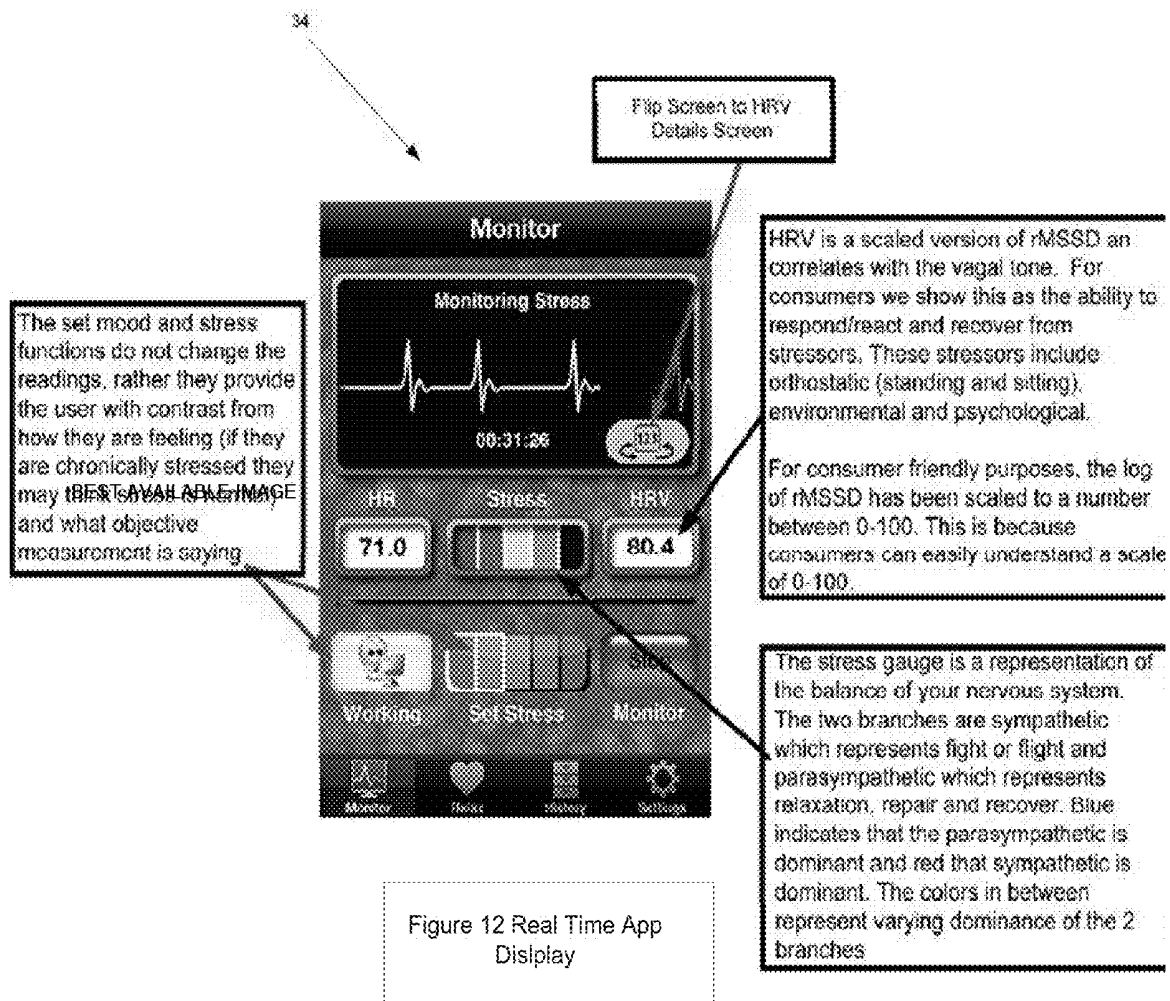 34
Flip Screen to HRV
Details Screen
Monitor
Monitoring Stress
00:31:26
HR
Stress
HRV
71.0
80.4
Working
Set Stress
Monitor
Monitor
Relax
History
Settings
The set mood and stress
functions do not change the
readings, rather they provide
the user with contrast from
how they are feeling (if they
are chronically stressed they
may think stress is normal)
BEST AVAILABLE IMAGE
and what objective
measurement is saying
HRV is a scaled version of rMSSD an
correlates with the vagal tone. For
consumers we show this as the ability to
respond/react and recover from
stressors. These stressors include
orthostatic (standing and sitting),
environmental and psychological.
For consumer friendly purposes, the log
of rMSSD has been scaled to a number
between 0-100. This is because
consumers can easily understand a scale
of 0-100.
The stress gauge is a representation of
the balance of your nervous system.
The two branches are sympathetic
which represents fight or flight and
parasympathetic which represents
relaxation, repair and recover. Blue
indicates that the parasympathetic is
dominant and red that sympathetic is
dominant. The colors in between
represent varying dominance of the 2
branches
Figure 12 Real Time App
Disiplay